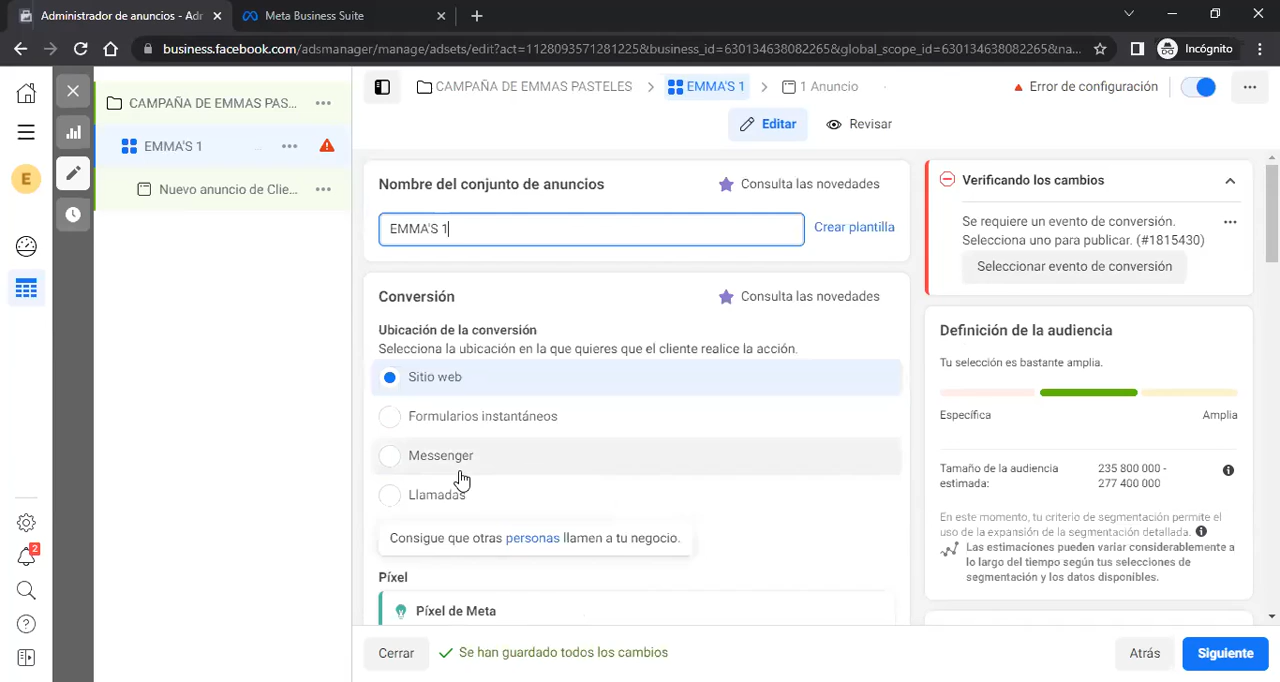 Administrador de anuncios - Adr
Meta Business Suite
business.facebook.com/adsmanager/manage/adsets/edit?act=1128093571281225&business_id=630134638082265&global_scope_id=630134638082265&na...
Incógnito
CAMPAÑA DE EMMAS PAS...
EMMA'S 1
Nuevo anuncio de Clie...
E
2
CAMPAÑA DE EMMAS PASTELES > EMMA'S 1 > 1 Anuncio
Error de configuración
Editar
Revisar
Nombre del conjunto de anuncios
Consulta las novedades
EMMA'S 1
Crear plantilla
Conversión
Consulta las novedades
Ubicación de la conversión
Selecciona la ubicación en la que quieres que el cliente realice la acción.
Sitio web
Formularios instantáneos
Messenger
Llamadas
Consigue que otras personas llamen a tu negocio.
Píxel
Píxel de Meta
Verificando los cambios
Se requiere un evento de conversión.
Selecciona uno para publicar. (#1815430)
Seleccionar evento de conversión
Definición de la audiencia
Tu selección es bastante amplia.
Específica
Amplia
Tamaño de la audiencia
estimada:
235 800 000 -
277 400 000
En este momento, tu criterio de segmentación permite el
uso de la expansión de la segmentación detallada.
Las estimaciones pueden variar considerablemente a
lo largo del tiempo según tus selecciones de
segmentación y los datos disponibles.
Cerrar
Se han guardado todos los cambios
Atrás
Siguiente